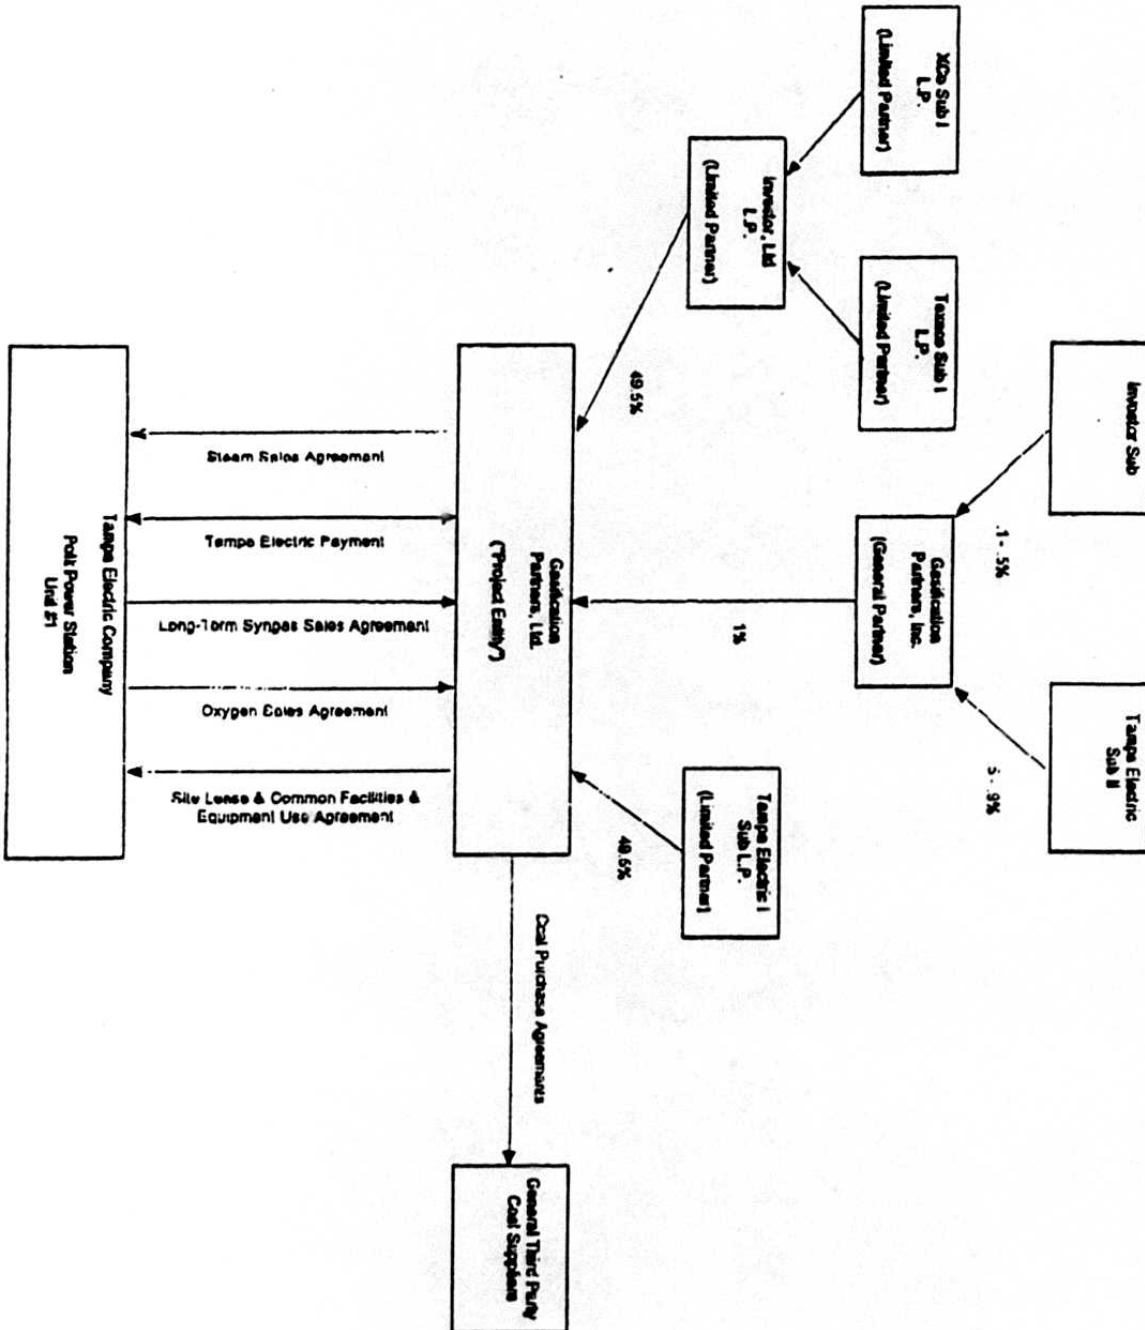 Investor Sub
Tampa Electric
Sub II
.1 - .5%
.5 - .9%
XCo Sub I
L.P.
(Limited Partner)
Texaco Sub I
L.P.
(Limited Partner)
Gasification
Partners, Inc.
(General Partner)
Investor, Ltd
L.P.
(Limited Partner)
1%
Tampa Electric I
Sub L.P.
(Limited Partner)
49.5%
49.5%
Gasification
Partners, Ltd.
("Project Entity")
Coal Purchase Agreements
General Third Party
Coal Suppliers
Steam Sales Agreement
Tampa Electric Payment
Long-Term Syngas Sales Agreement
Oxygen Sales Agreement
Site Lease & Common Facilities &
Equipment Use Agreement
Tampa Electric Company
Polk Power Station
Unit #1